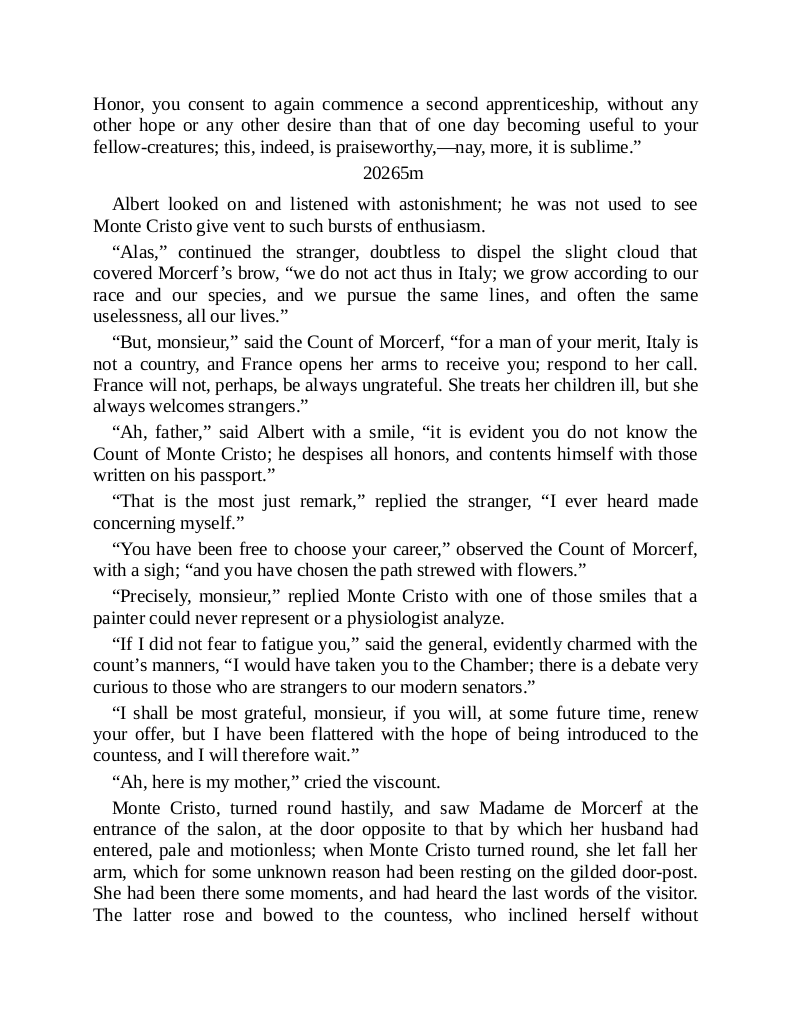 Honor, you consent to again commence a second apprenticeship, without any
other hope or any other desire than that of one day becoming useful to your
fellow-creatures; this, indeed, is praiseworthy,—nay, more, it is sublime.”
20265m
Albert looked on and listened with astonishment; he was not used to see
Monte Cristo give vent to such bursts of enthusiasm.
“Alas,” continued the stranger, doubtless to dispel the slight cloud that
covered Morcerf’s brow, “we do not act thus in Italy; we grow according to our
race and our species, and we pursue the same lines, and often the same
uselessness, all our lives.”
“But, monsieur,” said the Count of Morcerf, “for a man of your merit, Italy is
not a country, and France opens her arms to receive you; respond to her call.
France will not, perhaps, be always ungrateful. She treats her children ill, but she
always welcomes strangers.”
“Ah, father,” said Albert with a smile, “it is evident you do not know the
Count of Monte Cristo; he despises all honors, and contents himself with those
written on his passport.”
“That is the most just remark,” replied the stranger, “I ever heard made
concerning myself.”
“You have been free to choose your career,” observed the Count of Morcerf,
with a sigh; “and you have chosen the path strewed with flowers.”
“Precisely, monsieur,” replied Monte Cristo with one of those smiles that a
painter could never represent or a physiologist analyze.
“If I did not fear to fatigue you,” said the general, evidently charmed with the
count’s manners, “I would have taken you to the Chamber; there is a debate very
curious to those who are strangers to our modern senators.”
“I shall be most grateful, monsieur, if you will, at some future time, renew
your offer, but I have been flattered with the hope of being introduced to the
countess, and I will therefore wait.”
“Ah, here is my mother,” cried the viscount.
Monte Cristo, turned round hastily, and saw Madame de Morcerf at the
entrance of the salon, at the door opposite to that by which her husband had
entered, pale and motionless; when Monte Cristo turned round, she let fall her
arm, which for some unknown reason had been resting on the gilded door-post.
She had been there some moments, and had heard the last words of the visitor.
The latter rose and bowed to the countess, who inclined herself without